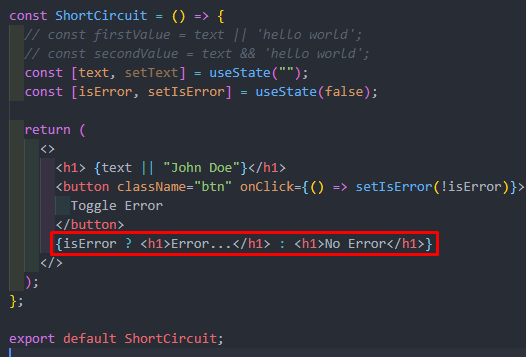 const ShortCircuit = () => {
  // const firstValue = text || 'hello world';
  // const secondValue = text && 'hello world';
  const [text, setText] = useState("");
  const [isError, setIsError] = useState(false);

  return (
    <>
      <h1> {text || "John Doe"}</h1>
      <button className="btn" onClick={() => setIsError(!isError)}>
        Toggle Error
      </button>
      {isError ? <h1>Error...</h1> : <h1>No Error</h1>}
    </>
  );
};

export default ShortCircuit;